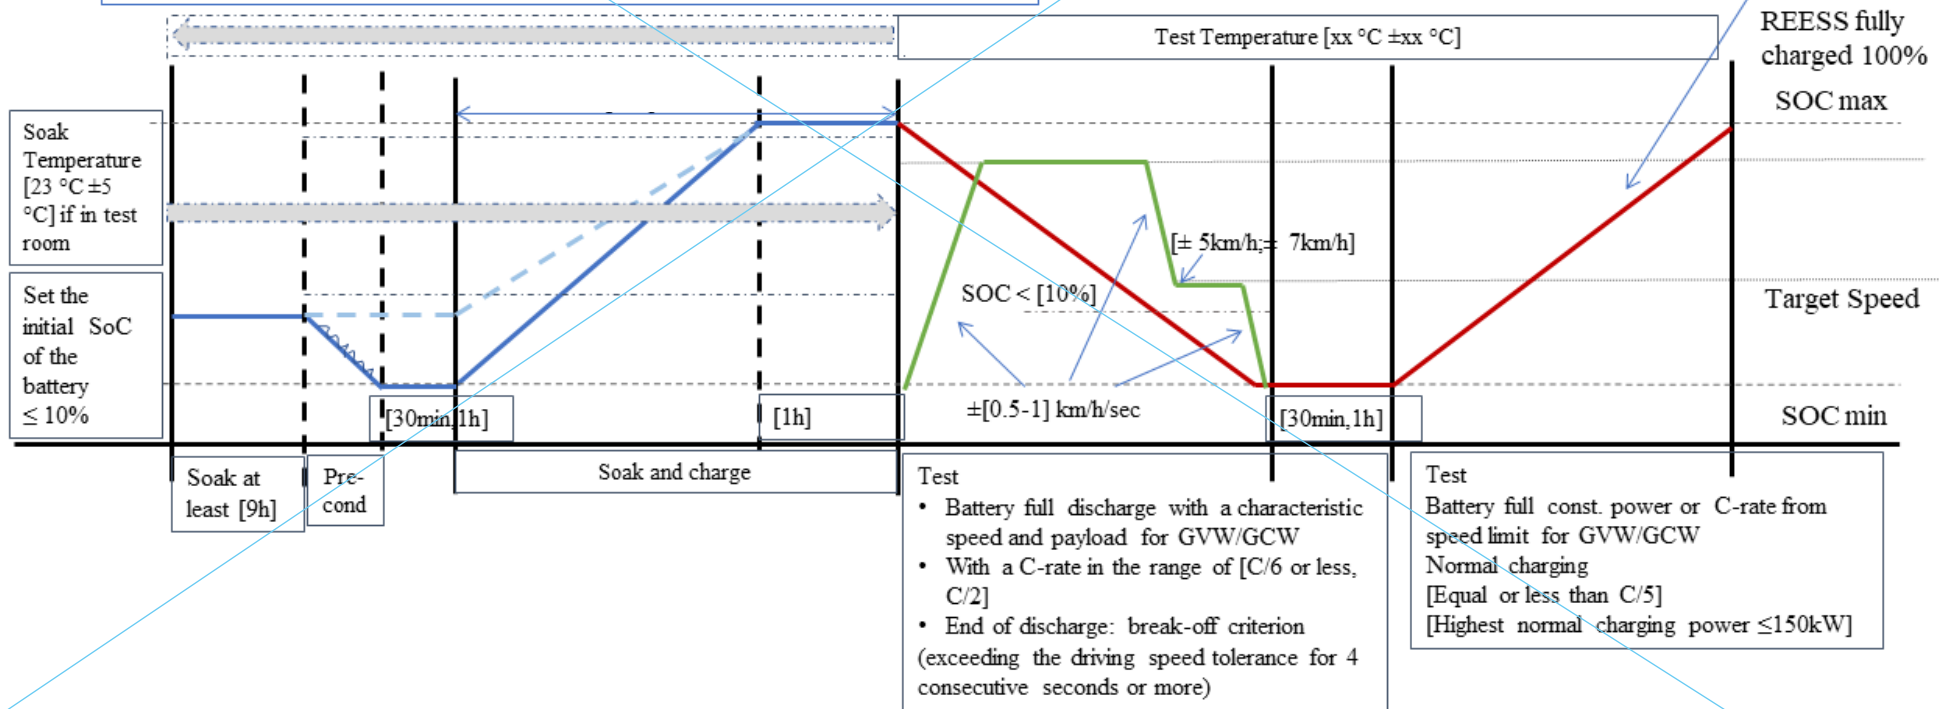 Test Temperature [xx °C ±xx °C]
REESS fully
charged 100%
SOC max
Soak
Temperature
[23 °C ±5
°C] if in test
room
[± 5km/h;± 7km/h]
SOC < [10%]
Target Speed
Set the
initial SoC
of the
battery
≤ 10%
[30min,1h]
[1h]
±[0.5-1] km/h/sec
[30min,1h]
SOC min
Soak at
least [9h]
Pre-
cond
Soak and charge
Test
• Battery full discharge with a characteristic
speed and payload for GVW/GCW
• With a C-rate in the range of [C/6 or less,
C/2]
• End of discharge: break-off criterion
(exceeding the driving speed tolerance for 4
consecutive seconds or more)
Test
Battery full const. power or C-rate from
speed limit for GVW/GCW
Normal charging
[Equal or less than C/5]
[Highest normal charging power ≤150kW]